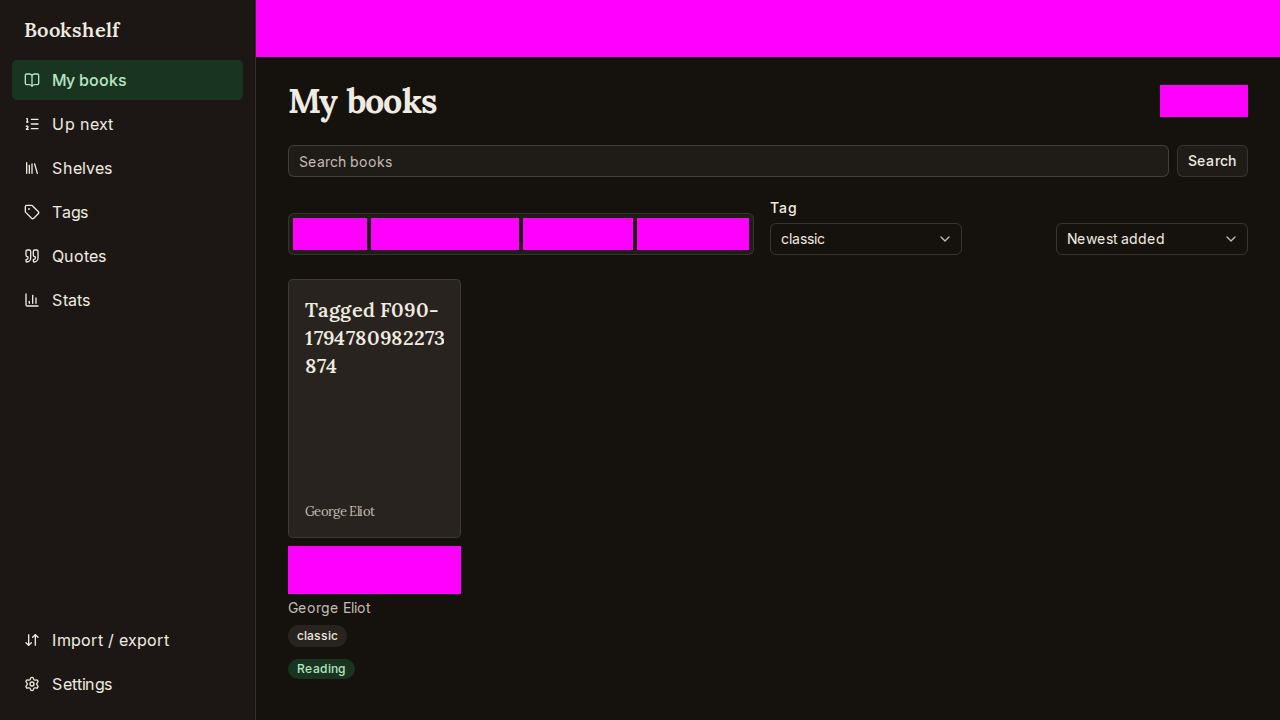 Bookshelf
My books
Up next
Shelves
Tags
Quotes
Stats
Import / export
Settings
My books
Search books
Search
Tag
classic
Newest added
Tagged F090-
1794780982273
874
George Eliot
George Eliot
classic
Reading